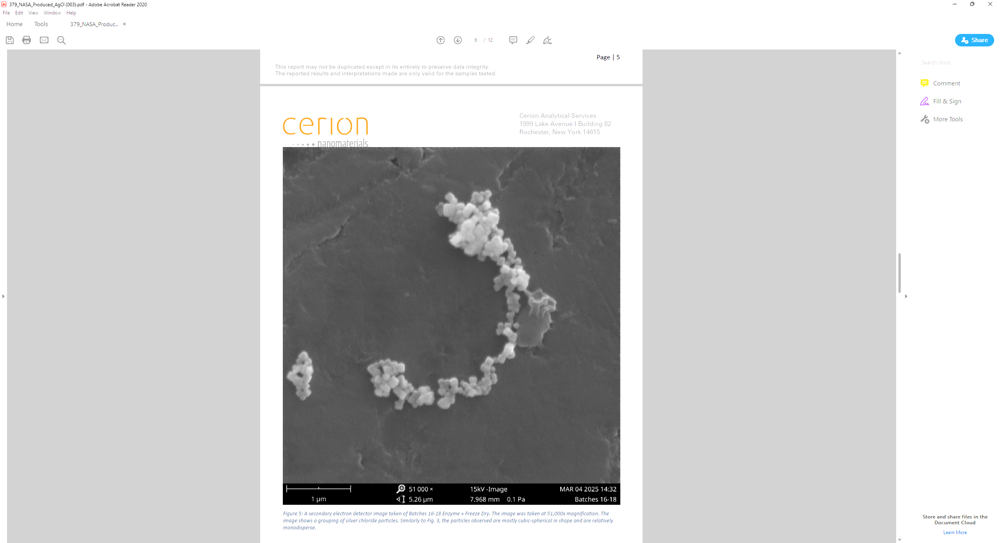 379_NASA_Produced_AgCl (003).pdf - Adobe Acrobat Reader 2020
File Edit View Window Help
Home Tools 379_NASA_Produc... ×
6 / 12
Share
Page | 5
This report may not be duplicated except in its entirety to preserve data integrity.
The reported results and interpretations made are only valid for the samples tested.
Search tools
Comment
Fill & Sign
More Tools
cerion
nanomaterials
Cerion Analytical Services
1999 Lake Avenue I Building 82
Rochester, New York 14615
1 µm
51 000 ×
5.26 µm
15kV -Image
7.968 mm 0.1 Pa
MAR 04 2025 14:32
Batches 16-18
Figure 5: A secondary electron detector image taken of Batches 16-18 Enzyme + Freeze Dry. The image was taken at 51,000x magnification. The
image shows a grouping of silver chloride particles. Similarly to Fig. 3, the particles observed are mostly cubic-spherical in shape and are relatively
monodisperse.
Store and share files in the
Document Cloud
Learn More